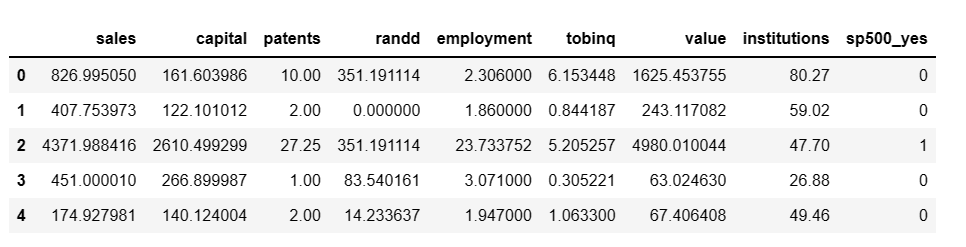 sales capital patents randd employment tobinq value institutions sp500_yes
0 826.995050 161.603986 10.00 351.191114 2.306000 6.153448 1625.453755 80.27 0
1 407.753973 122.101012 2.00 0.000000 1.860000 0.844187 243.117082 59.02 0
2 4371.988416 2610.499299 27.25 351.191114 23.733752 5.205257 4980.010044 47.70 1
3 451.000010 266.899987 1.00 83.540161 3.071000 0.305221 63.024630 26.88 0
4 174.927981 140.124004 2.00 14.233637 1.947000 1.063300 67.406408 49.46 0